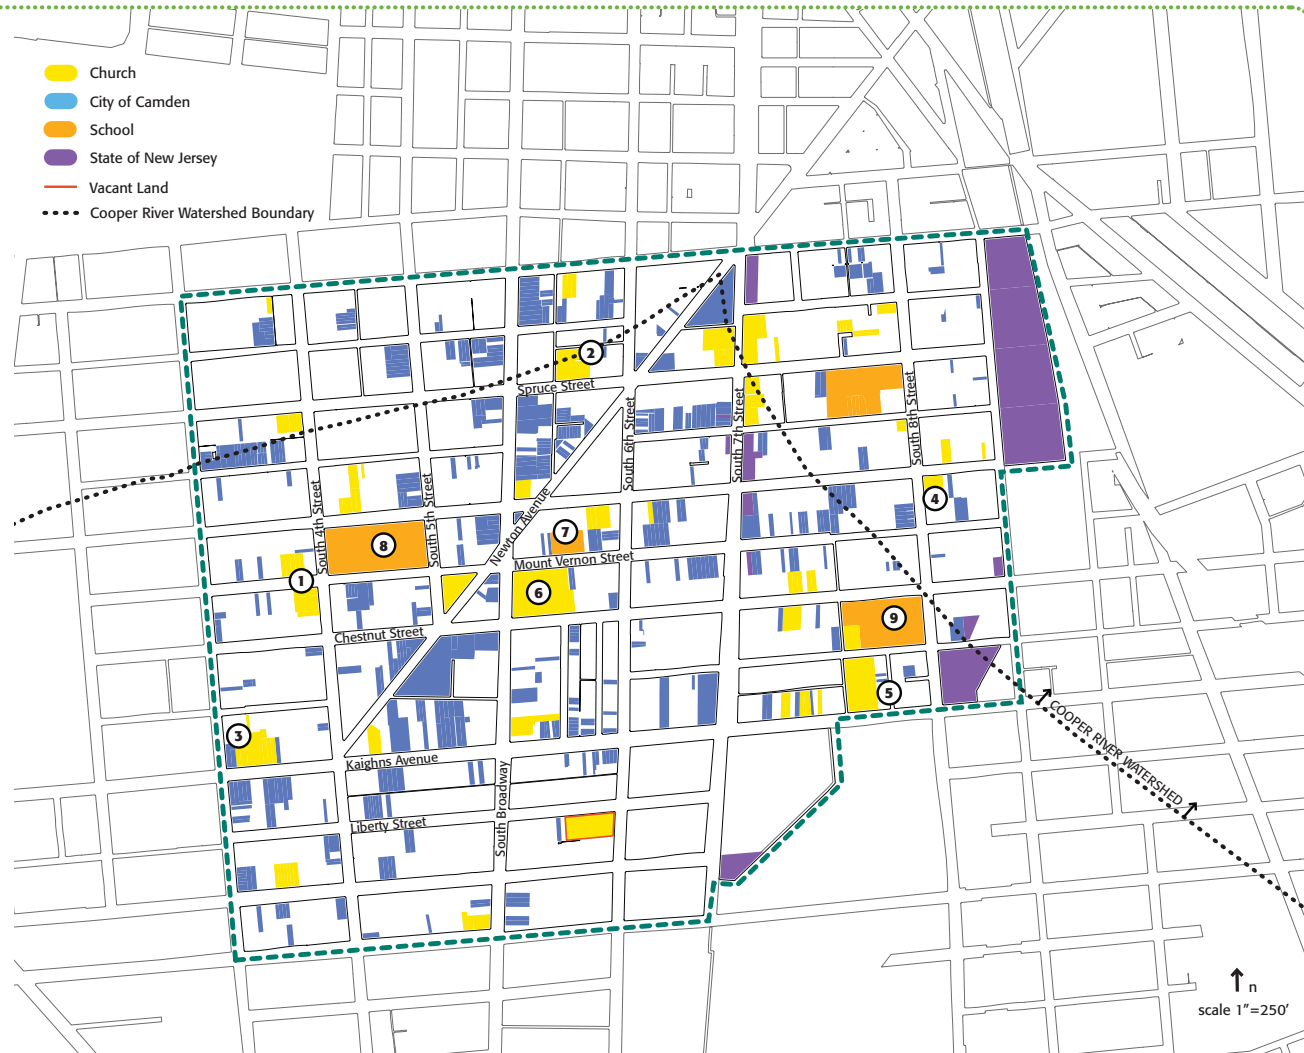 Church
City of Camden
School
State of New Jersey
Vacant Land
Cooper River Watershed Boundary
2
Spruce Street
South 6th Street
South 7th Street
South 8th Street
4
South 4th Street
South 5th Street
Newton Avenue
7
8
Mount Vernon Street
1
6
9
Chestnut Street
5
3
COOPER RIVER WATERSHED
Kaighns Avenue
South Broadway
Liberty Street
n
scale 1"=250'